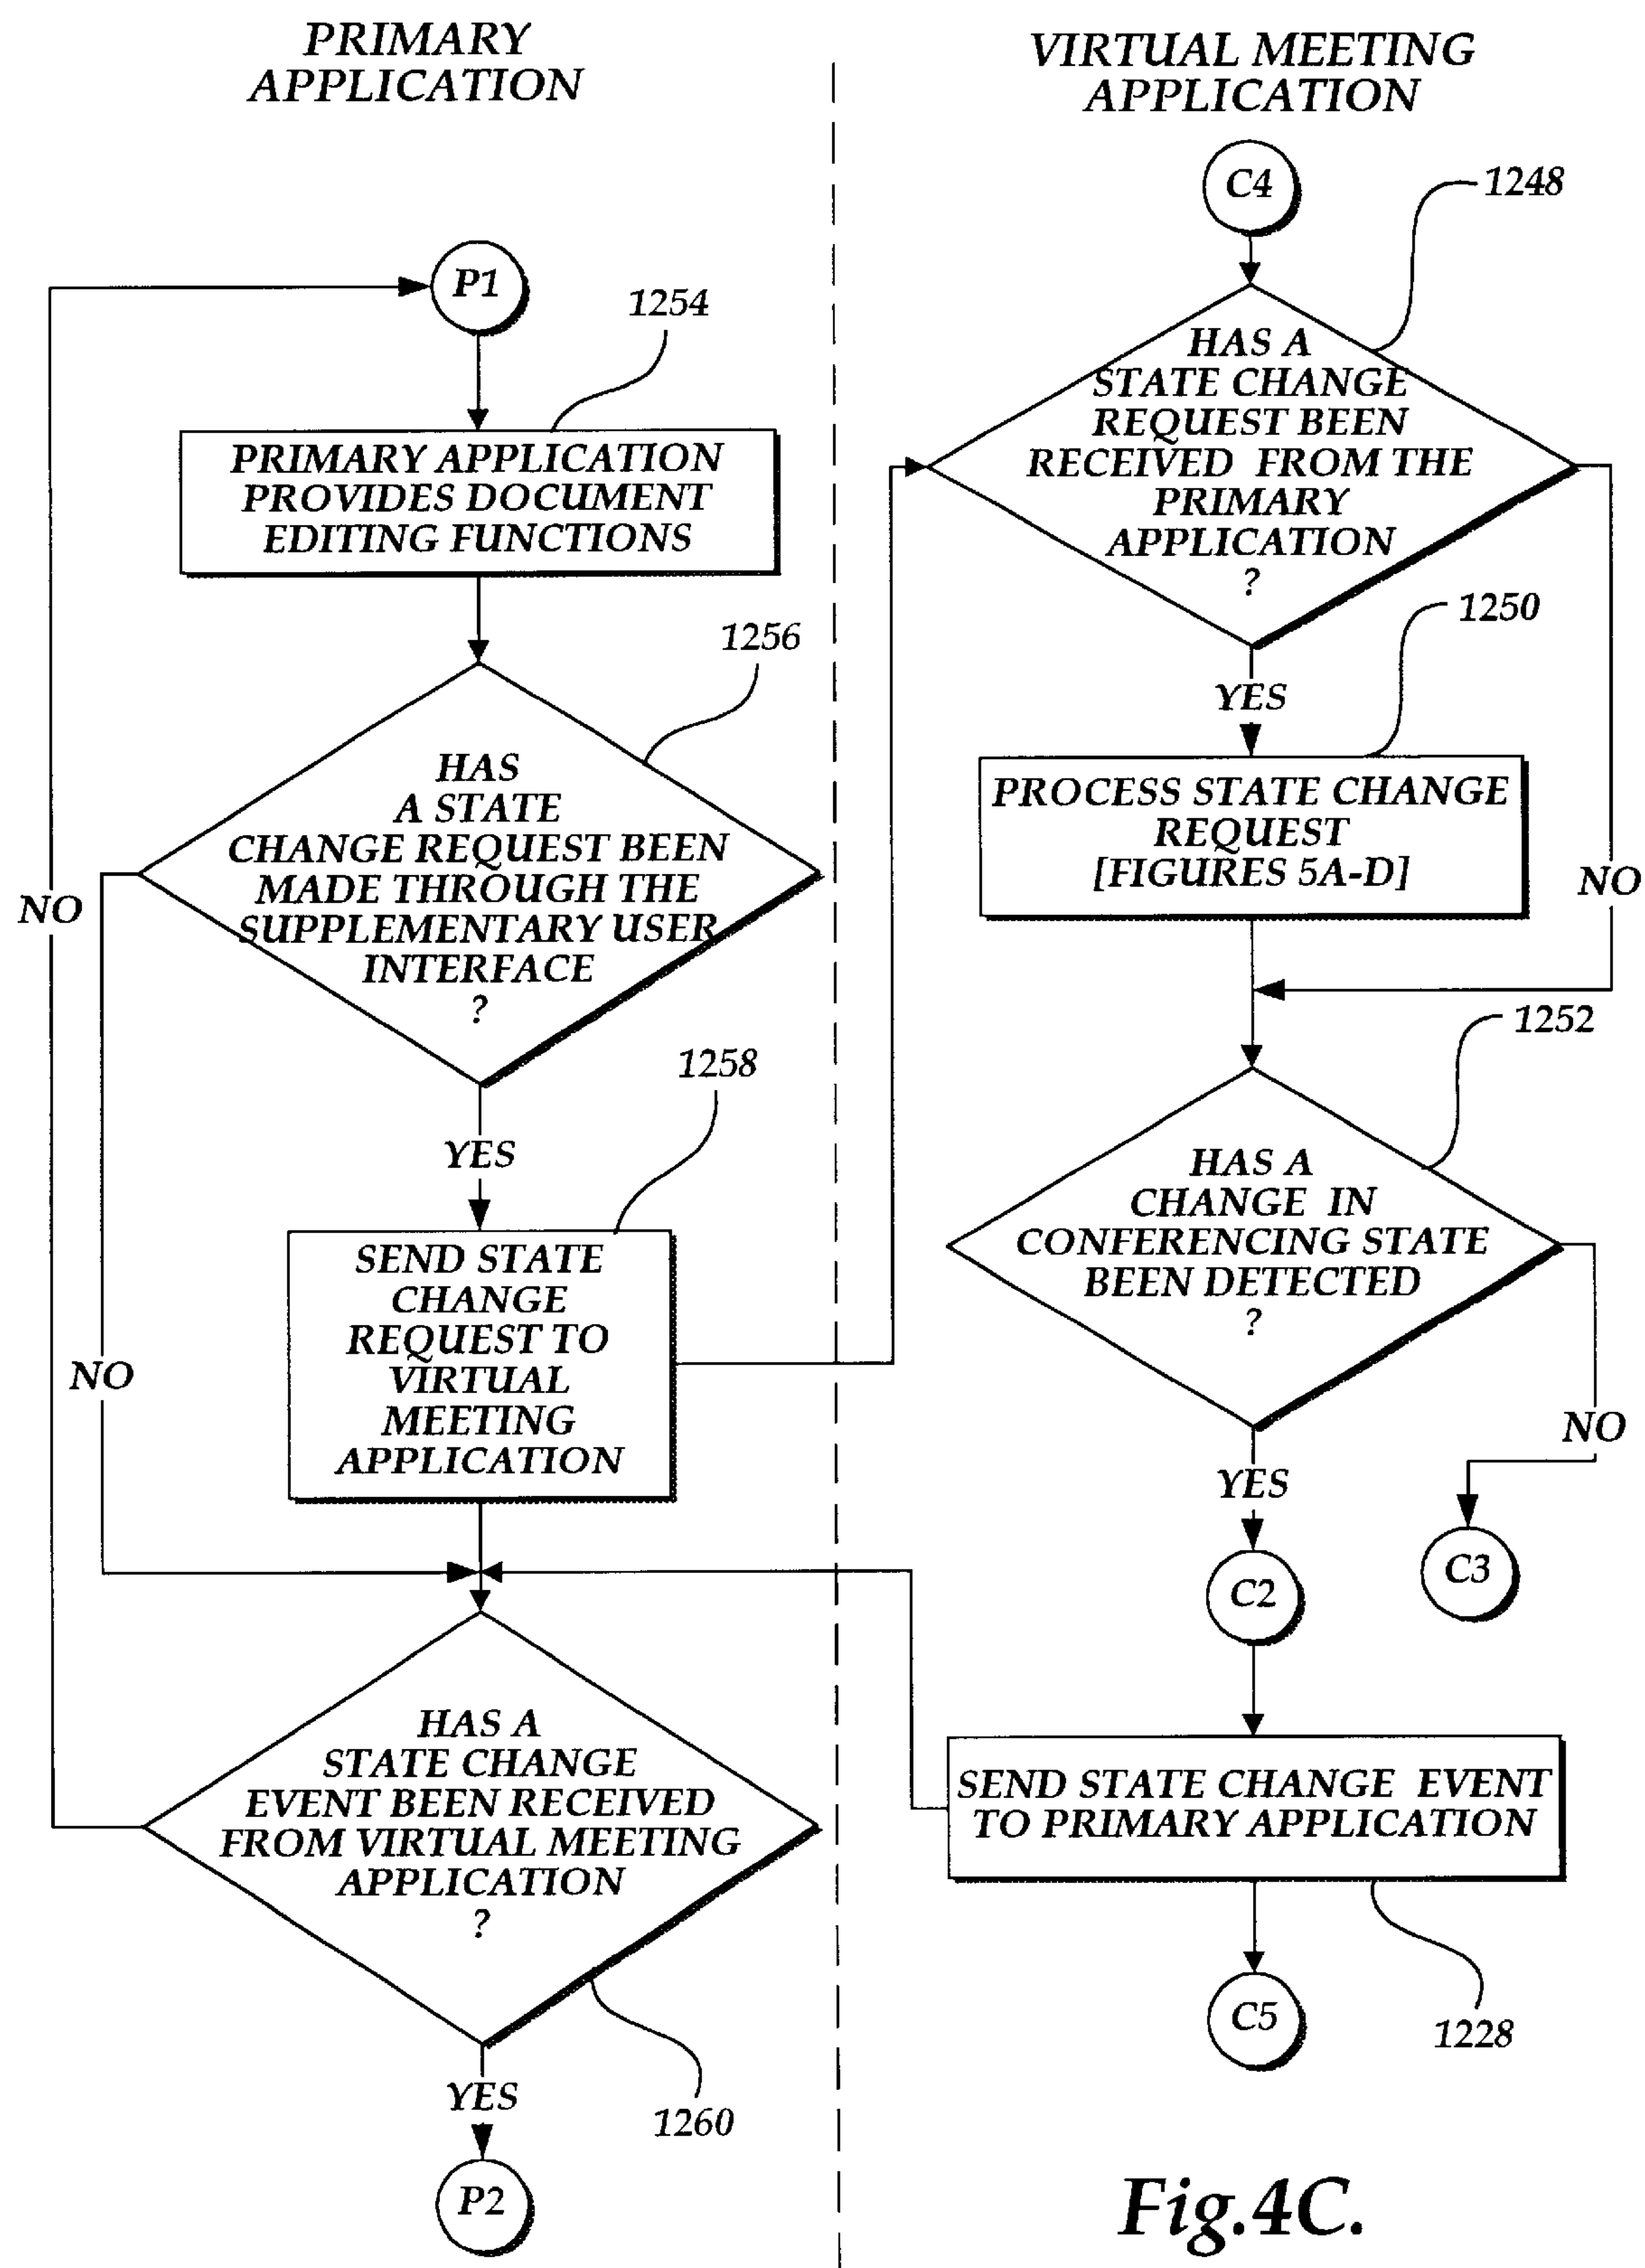 PRIMARY
APPLICATION
P1
1254
PRIMARY APPLICATION
PROVIDES DOCUMENT
EDITING FUNCTIONS
1256
HAS
A STATE
CHANGE REQUEST BEEN
MADE THROUGH THE
SUPPLEMENTARY USER
INTERFACE
?
NO
NO
YES
1258
SEND STATE
CHANGE
REQUEST TO
VIRTUAL
MEETING
APPLICATION
HAS A
STATE CHANGE
EVENT BEEN RECEIVED
FROM VIRTUAL MEETING
APPLICATION
?
YES
1260
P2
VIRTUAL MEETING
APPLICATION
C4
1248
HAS A
STATE CHANGE
REQUEST BEEN
RECEIVED FROM THE
PRIMARY
APPLICATION
?
1250
YES
PROCESS STATE CHANGE
REQUEST
[FIGURES 5A-D]
NO
1252
HAS A
CHANGE IN
CONFERENCING STATE
BEEN DETECTED
?
NO
YES
C3
C2
SEND STATE CHANGE EVENT
TO PRIMARY APPLICATION
C5
1228
Fig.4C.